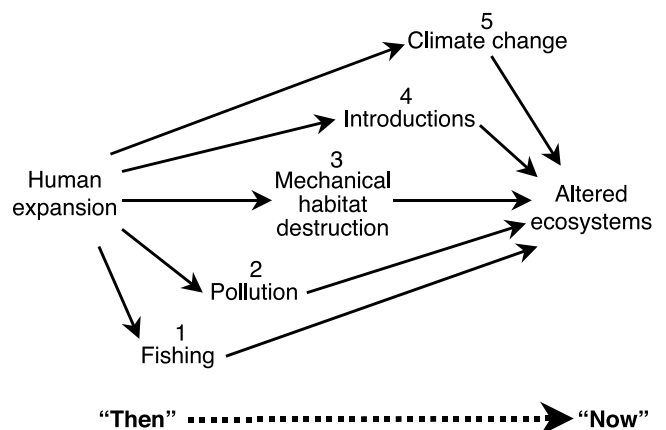 5
Climate change
4
Introductions
3
Mechanical
habitat
destruction
Human
expansion
Altered
ecosystems
2
Pollution
1
Fishing
“Then” “Now”